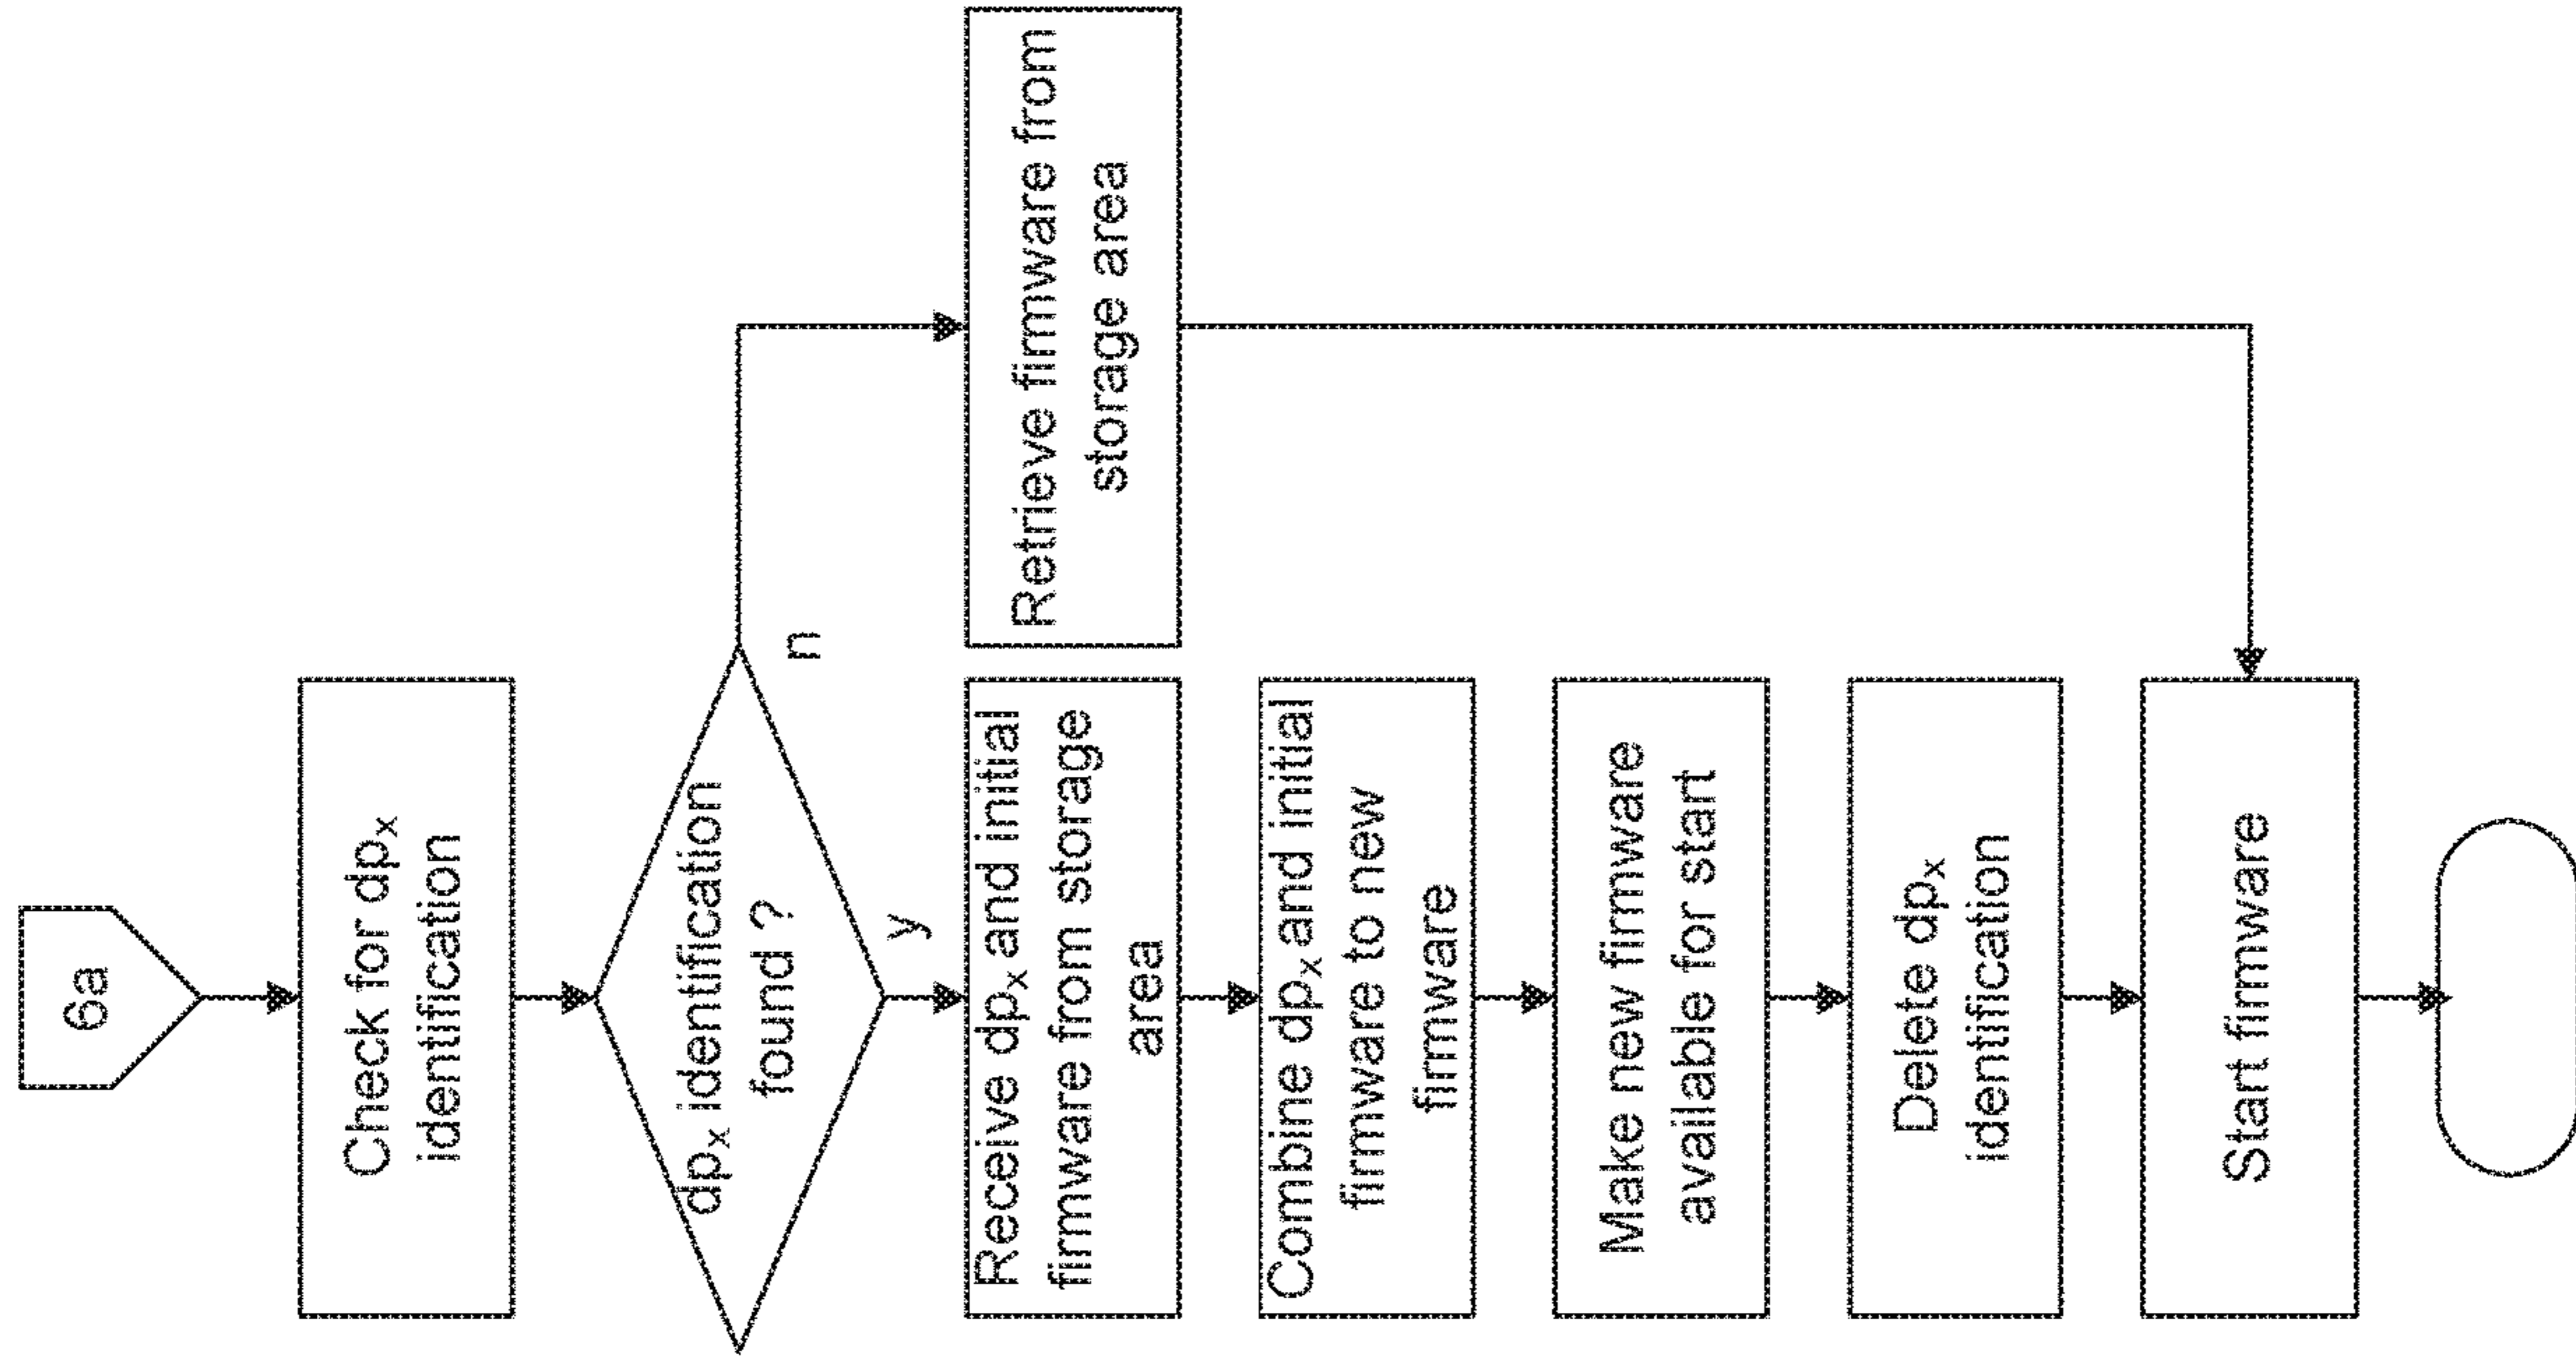 6a
Check for dpₓ
identification
dpₓ identification
found ?
n
y
Retrieve firmware from
storage area
Receive dpₓ and initial
firmware from storage
area
Combine dpₓ and initial
firmware to new
firmware
Make new firmware
available for start
Delete dpₓ
identification
Start firmware